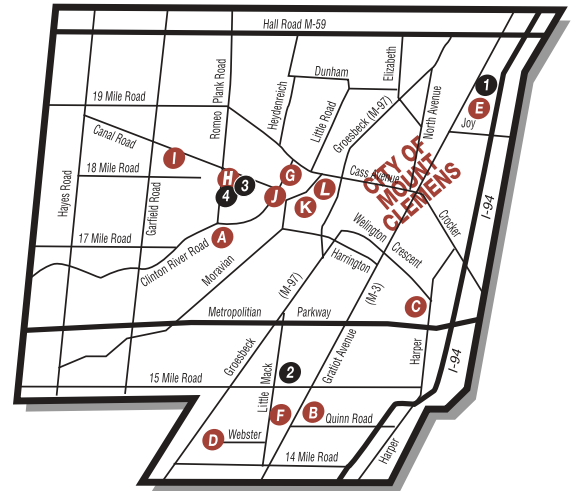 Hall Road M-59
Dunham
Elizabeth
1
E
Joy
19 Mile Road
Romeo Plank Road
Heydenreich
Little Road
Groesbeck (M-97)
North Avenue
Canal Road
I
18 Mile Road
H
3
4
G
J
L
K
Cass Avenue
CITY OF
MOUNT
CLEMENS
Hayes Road
Garfield Road
I-94
17 Mile Road
A
Clinton River Road
Moravian
Welington
Crescent
Crocker
Harrington
(M-97)
(M-3)
C
Metropolitan Parkway
Harper
Groesbeck
Gratiot Avenue
I-94
15 Mile Road
Little Mack
2
F
B
Quinn Road
D
Webster
14 Mile Road
Harper